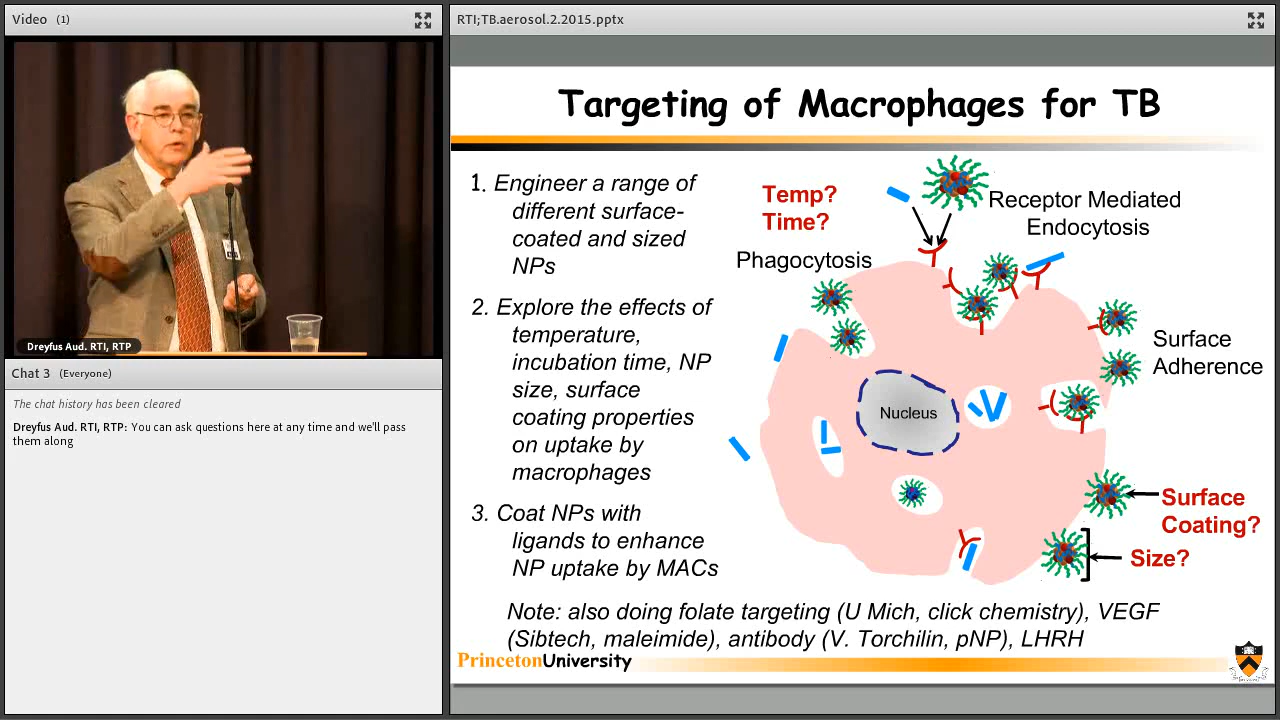 Video (1)
RTI;TB.aerosol.2.2015.pptx
Dreyfus Aud. RTI, RTP
Chat 3 (Everyone)
The chat history has been cleared
Dreyfus Aud. RTI, RTP: You can ask questions here at any time and we'll pass
them along
Targeting of Macrophages for TB
1. Engineer a range of
different surface-
coated and sized
NPs
2. Explore the effects of
temperature,
incubation time, NP
size, surface
coating properties
on uptake by
macrophages
3. Coat NPs with
ligands to enhance
NP uptake by MACs
Temp?
Time?
Phagocytosis
Receptor Mediated
Endocytosis
Surface
Adherence
Nucleus
Surface
Coating?
Size?
Note: also doing folate targeting (U Mich, click chemistry), VEGF
(Sibtech, maleimide), antibody (V. Torchilin, pNP), LHRH
PrincetonUniversity